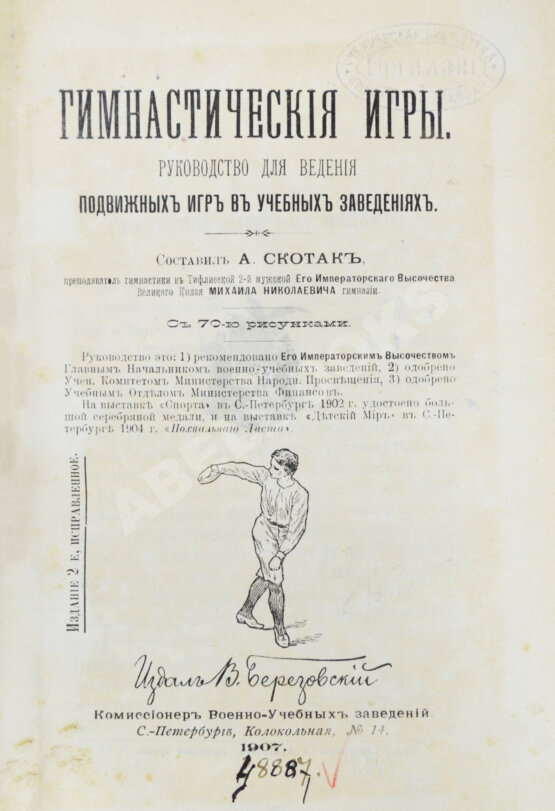 ГИМНАЗІЯ
ГИМНАСТИЧЕСКІЯ ИГРЫ.
РУКОВОДСТВО ДЛЯ ВЕДЕНІЯ
ПОДВИЖНЫХЪ ИГРЪ ВЪ УЧЕБНЫХЪ ЗАВЕДЕНІЯХЪ.
Составилъ А. СКОТАКЪ,
преподаватель гимнастики въ Тифлисской 2-й мужской Его Императорскаго Высочества
Великаго Князя МИХАИЛА НИКОЛАЕВИЧА гимназіи.
Съ 70-ю рисунками.
Руководство это: 1) рекомендовано Его Императорскимъ Высочествомъ
Главнымъ Начальникомъ военно-учебныхъ заведеній, 2) одобрено
Учен. Комитетомъ Министерства Народн. Просвѣщенія, 3) одобрено
Учебнымъ Отдѣломъ Министерства Финансовъ.
На выставкѣ «Спорта» въ С.-Петербургѣ 1902 г. удостоено боль-
шой серебряной медали, и на выставкѣ «Дѣтскій Міръ» въ С.-Пе-
тербургѣ 1904 г. «Похвальнаго Листа».
ИЗДАНІЕ 2-Е, ИСПРАВЛЕННОЕ.
Издалъ В. Березовскій
Коммиссіонеръ Военно-Учебныхъ заведеній
С.-Петербургъ, Колокольная, № 14.
1907.